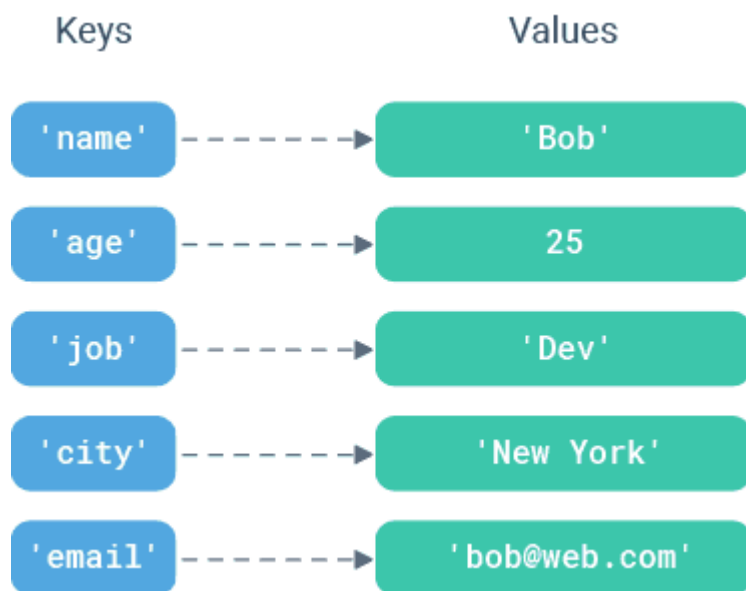 Keys Values
'name' 'Bob'
'age' 25
'job' 'Dev'
'city' 'New York'
'email' 'bob@web.com'